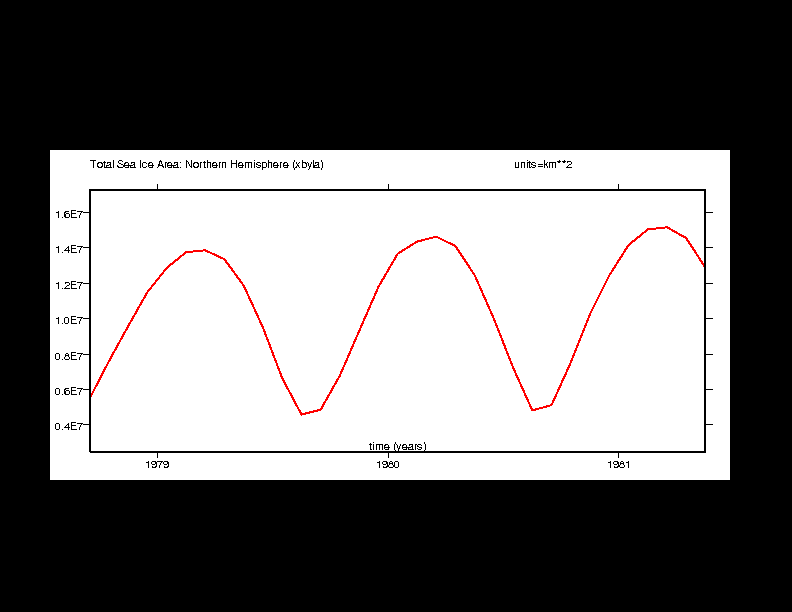 Total Sea Ice Area: Northern Hemisphere (xbyla) units=km**2
1.6E7
1.4E7
1.2E7
1.0E7
0.8E7
0.6E7
0.4E7
time (years)
1979 1980 1981